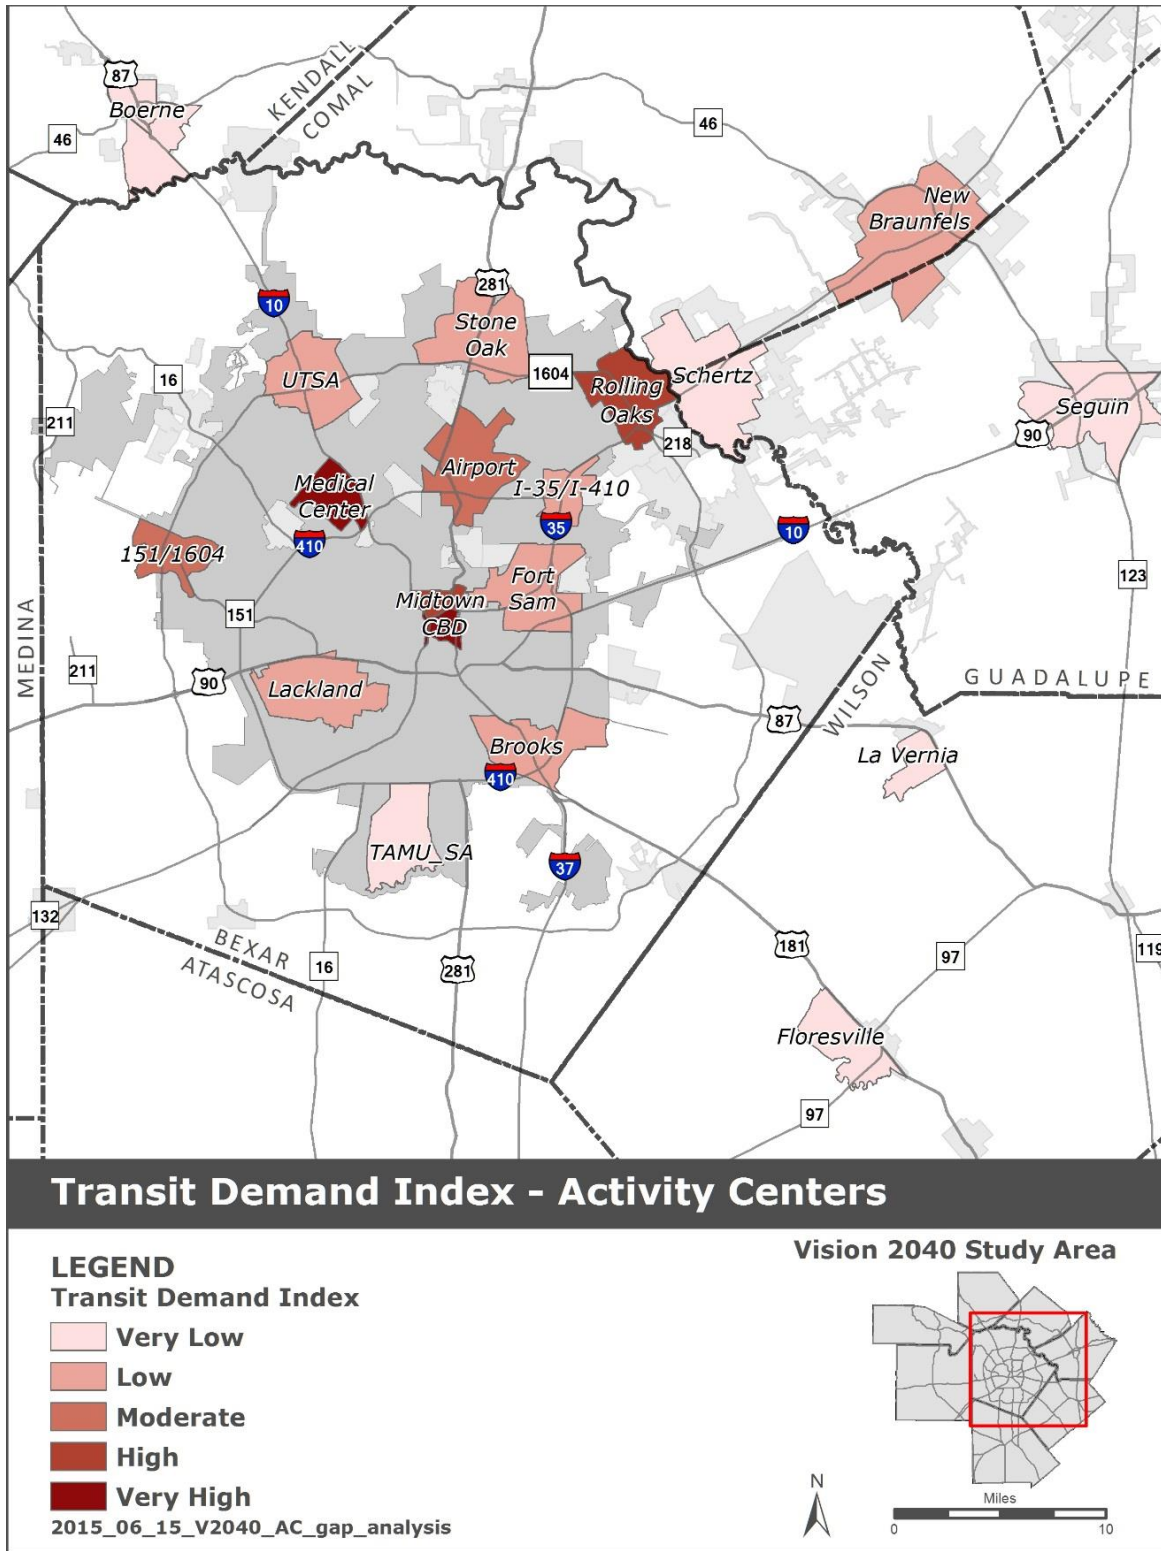 87
Boerne
KENDALL
COMAL
46
46
New
Braunfels
281
10
Stone
Oak
UTSA
16
1604
Rolling
Oaks
Schertz
211
218
Seguin
90
Airport
Medical
Center
I-35/I-410
35
10
410
151/1604
Fort
Sam
123
Midtown
CBD
151
MEDINA
211
90
Lackland
WILSON
GUADALUPE
87
Brooks
La Vernia
410
TAMU_SA
37
132
BEXAR
ATASCOSA
16
281
181
97
119
Floresville
97
Transit Demand Index - Activity Centers
LEGEND
Transit Demand Index
Very Low
Low
Moderate
High
Very High
2015_06_15_V2040_AC_gap_analysis
Vision 2040 Study Area
N
Miles
0
10